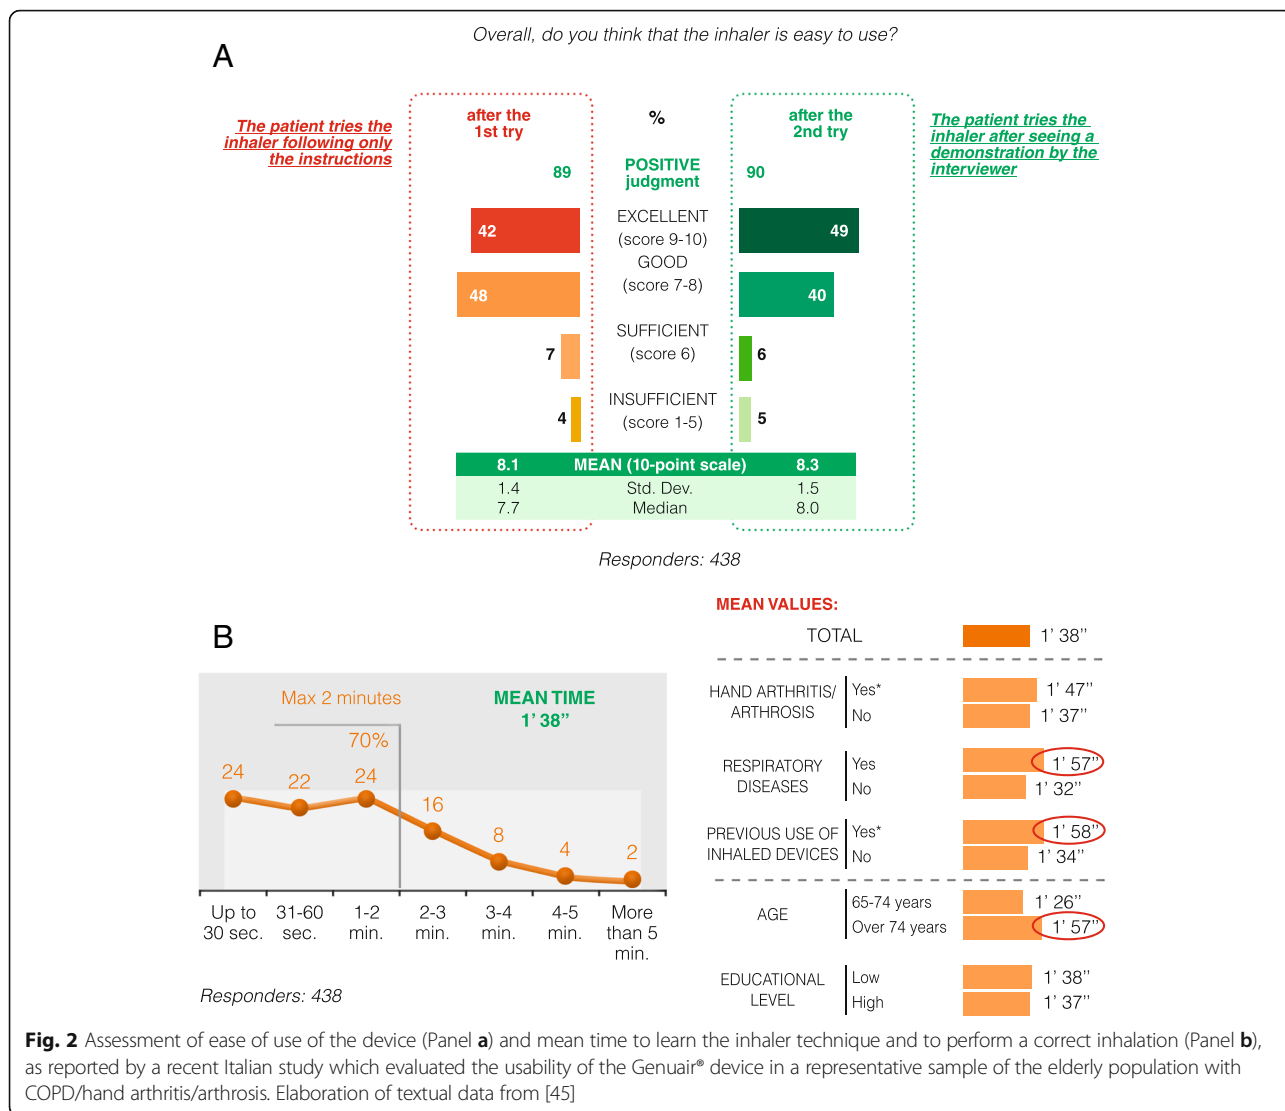 Overall, do you think that the inhaler is easy to use?
A
The patient tries the
inhaler following only
the instructions
after the
1st try
%
after the
2nd try
The patient tries the
inhaler after seeing a
demonstration by the
interviewer
89
POSITIVE
judgment
90
42
EXCELLENT
(score 9-10)
49
48
GOOD
(score 7-8)
40
7
SUFFICIENT
(score 6)
6
4
INSUFFICIENT
(score 1-5)
5
8.1 MEAN (10-point scale) 8.3
1.4 Std. Dev. 1.5
7.7 Median 8.0
Responders: 438
B
Max 2 minutes
70%
MEAN TIME
1’ 38’’
24 22 24 16 8 4 2
Up to
30 sec.
31-60
sec.
1-2
min.
2-3
min.
3-4
min.
4-5
min.
More
than 5
min.
Responders: 438
MEAN VALUES:
TOTAL 1’ 38’’
HAND ARTHRITIS/
ARTHROSIS
Yes* 1’ 47’’
No 1’ 37’’
RESPIRATORY
DISEASES
Yes 1’ 57’’
No 1’ 32’’
PREVIOUS USE OF
INHALED DEVICES
Yes* 1’ 58’’
No 1’ 34’’
AGE
65-74 years 1’ 26’’
Over 74 years 1’ 57’’
EDUCATIONAL
LEVEL
Low 1’ 38’’
High 1’ 37’’
Fig. 2 Assessment of ease of use of the device (Panel a) and mean time to learn the inhaler technique and to perform a correct inhalation (Panel b),
as reported by a recent Italian study which evaluated the usability of the Genuair® device in a representative sample of the elderly population with
COPD/hand arthritis/arthrosis. Elaboration of textual data from [45]